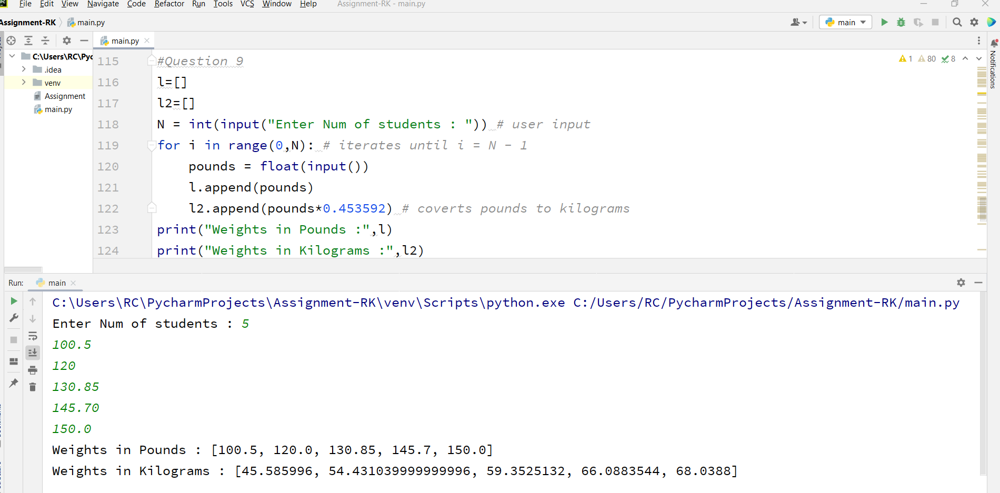 File Edit View Navigate Code Refactor Run Tools VCS Window Help Assignment-RK - main.py
Assignment-RK main.py main
main.py
C:\Users\RC\Pyc
.idea
venv
Assignment
main.py
Notifications
1 80 8
115 #Question 9
116 l=[]
117 l2=[]
118 N = int(input("Enter Num of students : ")) # user input
119 for i in range(0,N): # iterates until i = N - 1
120 pounds = float(input())
121 l.append(pounds)
122 l2.append(pounds*0.453592) # coverts pounds to kilograms
123 print("Weights in Pounds :",l)
124 print("Weights in Kilograms :",l2)
Run: main
C:\Users\RC\PycharmProjects\Assignment-RK\venv\Scripts\python.exe C:/Users/RC/PycharmProjects/Assignment-RK/main.py
Enter Num of students : 5
100.5
120
130.85
145.70
150.0
Weights in Pounds : [100.5, 120.0, 130.85, 145.7, 150.0]
Weights in Kilograms : [45.585996, 54.431039999999996, 59.3525132, 66.0883544, 68.0388]